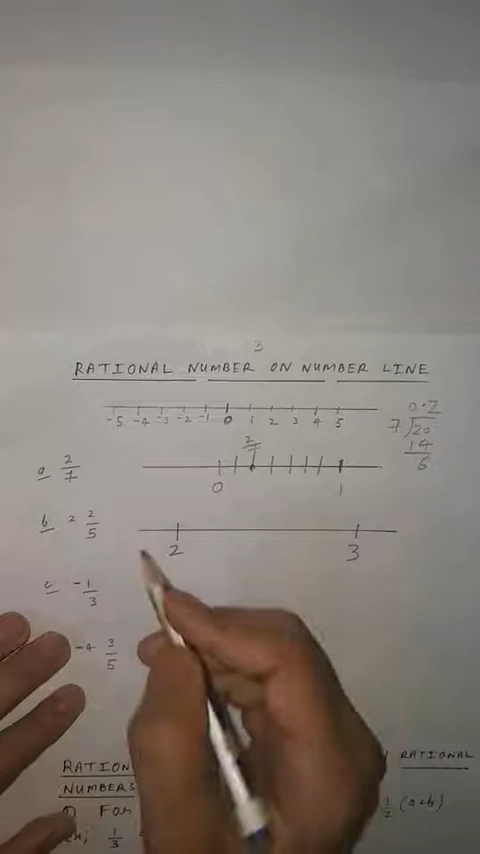 3
RATIONAL NUMBER ON NUMBER LINE
-5 -4 -3 -2 -1 0 1 2 3 4 5
0.2
7)20
14
6
a 2/7
2/7
0 1
b 2 2/5
2 3
c -1/3
-4 3/5
RATIONAL
NUMBERS
① FOR
1/2 (a+b)
1/3